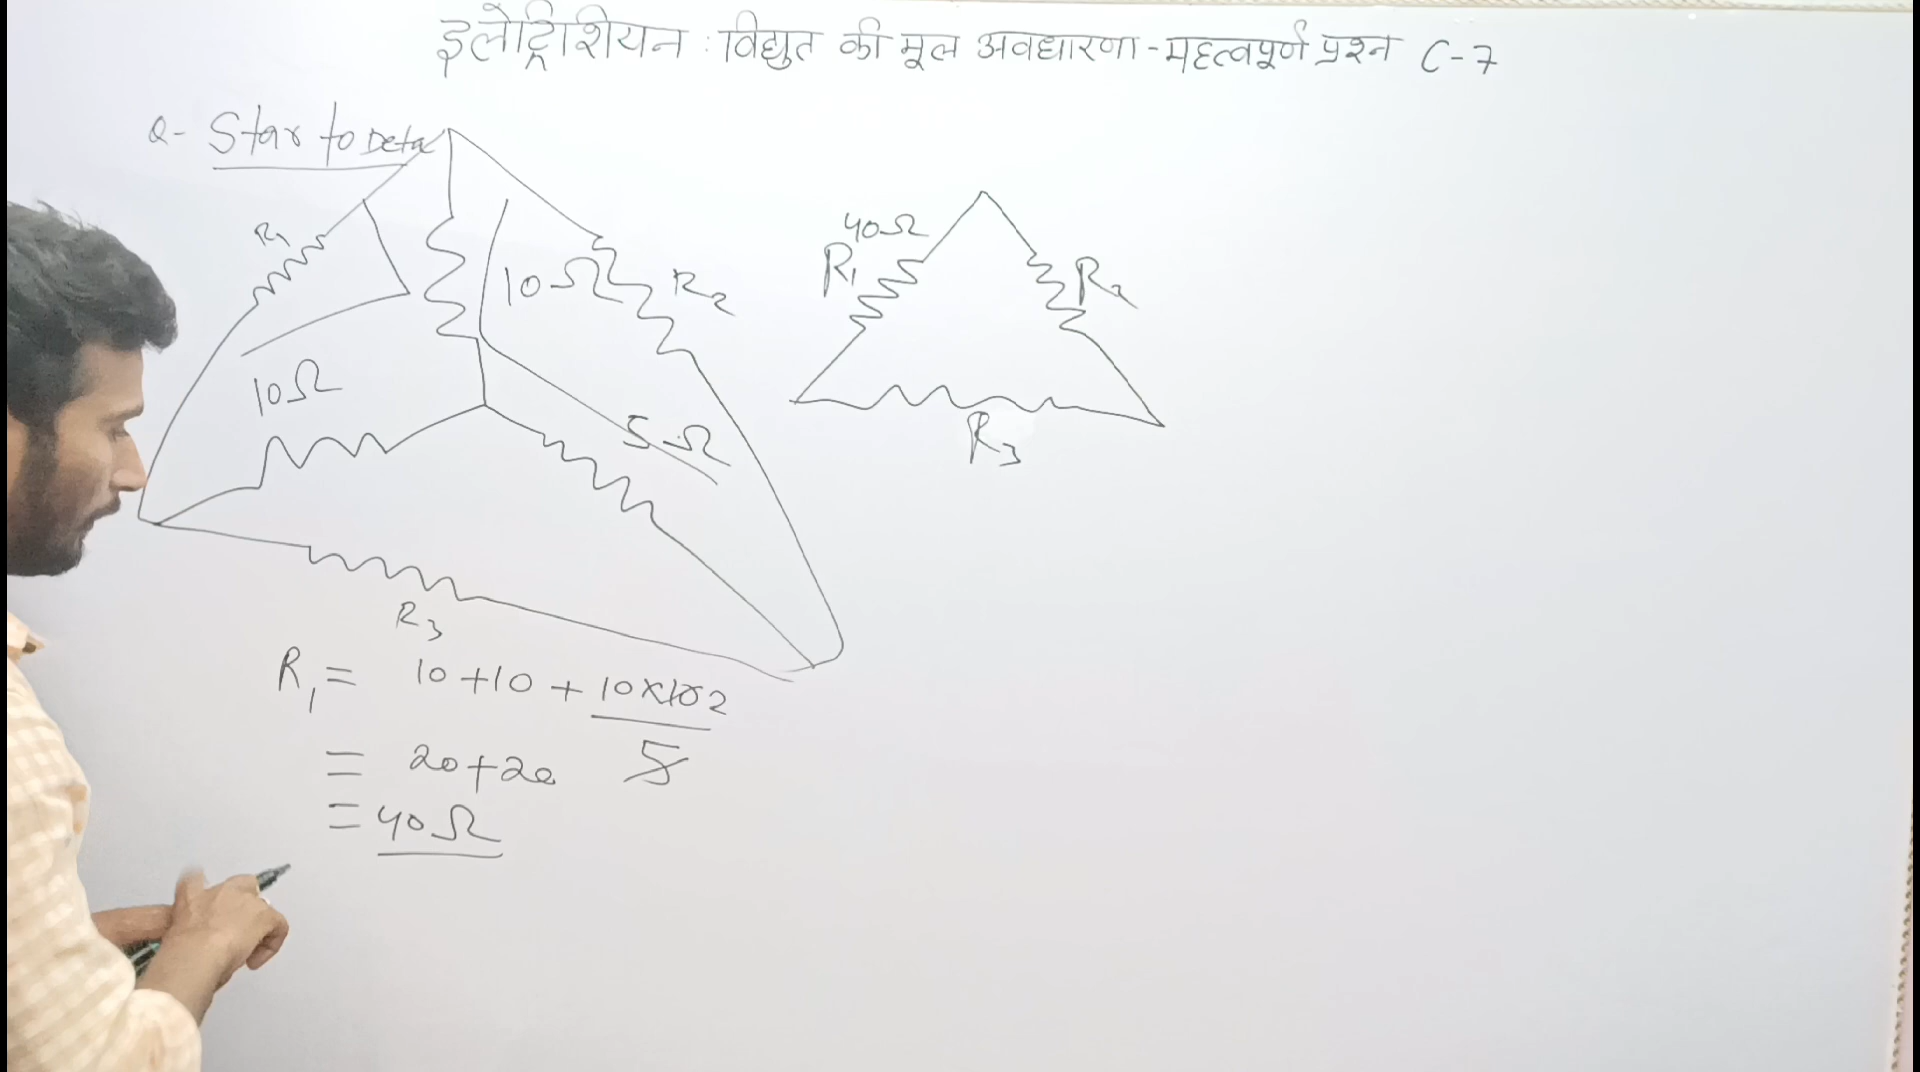 इलैट्रिशियन : विद्युत की मूल अवधारणा - महत्वपूर्ण प्रश्न C-7
Q- Star to Delta
R1
10Ω
R2
10Ω
5Ω
R3
40Ω
R1
R2
R3
R1 = 10+10+ 10×10 2
5
= 20+20
= 40Ω